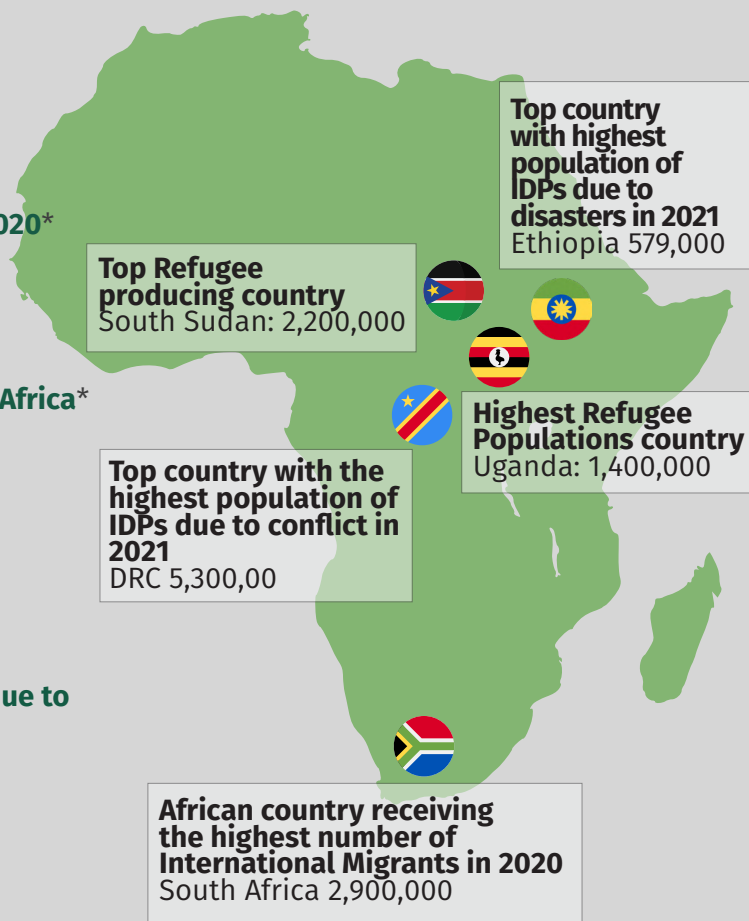 Top country
with highest
population of
IDPs due to
disasters in 2021
Ethiopia 579,000
020*
Top Refugee
producing country
South Sudan: 2,200,000
Africa*
Highest Refugee
Populations country
Uganda: 1,400,000
Top country with the
highest population of
IDPs due to conflict in
2021
DRC 5,300,00
ue to
African country receiving
the highest number of
International Migrants in 2020
South Africa 2,900,000